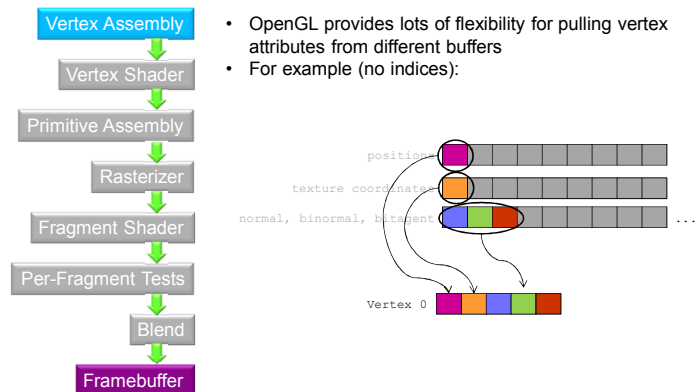 Vertex Assembly
Vertex Shader
Primitive Assembly
Rasterizer
Fragment Shader
Per-Fragment Tests
Blend
Framebuffer
• OpenGL provides lots of flexibility for pulling vertex
attributes from different buffers
• For example (no indices):
positions
texture coordinates
normal, binormal, bitagent
...
Vertex 0